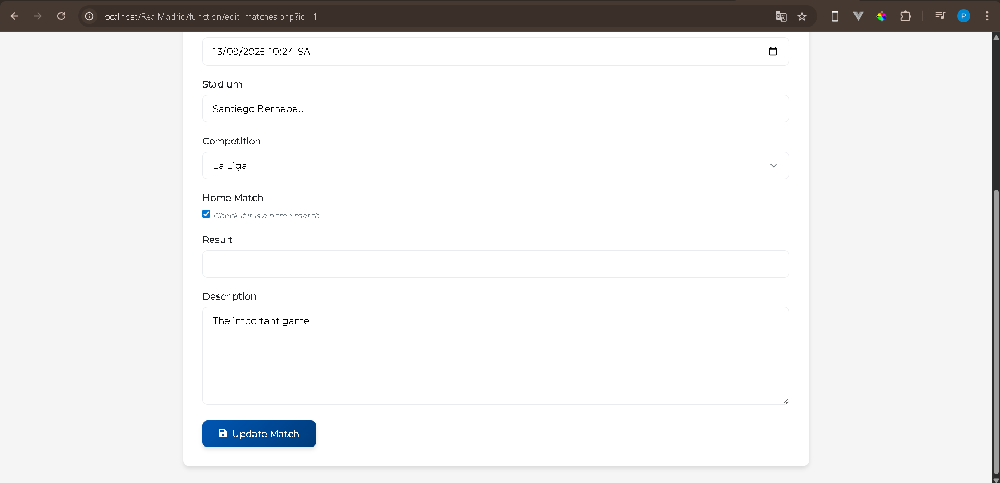 localhost/RealMadrid/function/edit_matches.php?id=1
P
13/09/2025 10:24 SA
Stadium
Santiego Bernebeu
Competition
La Liga
Home Match
Check if it is a home match
Result
Description
The important game
Update Match